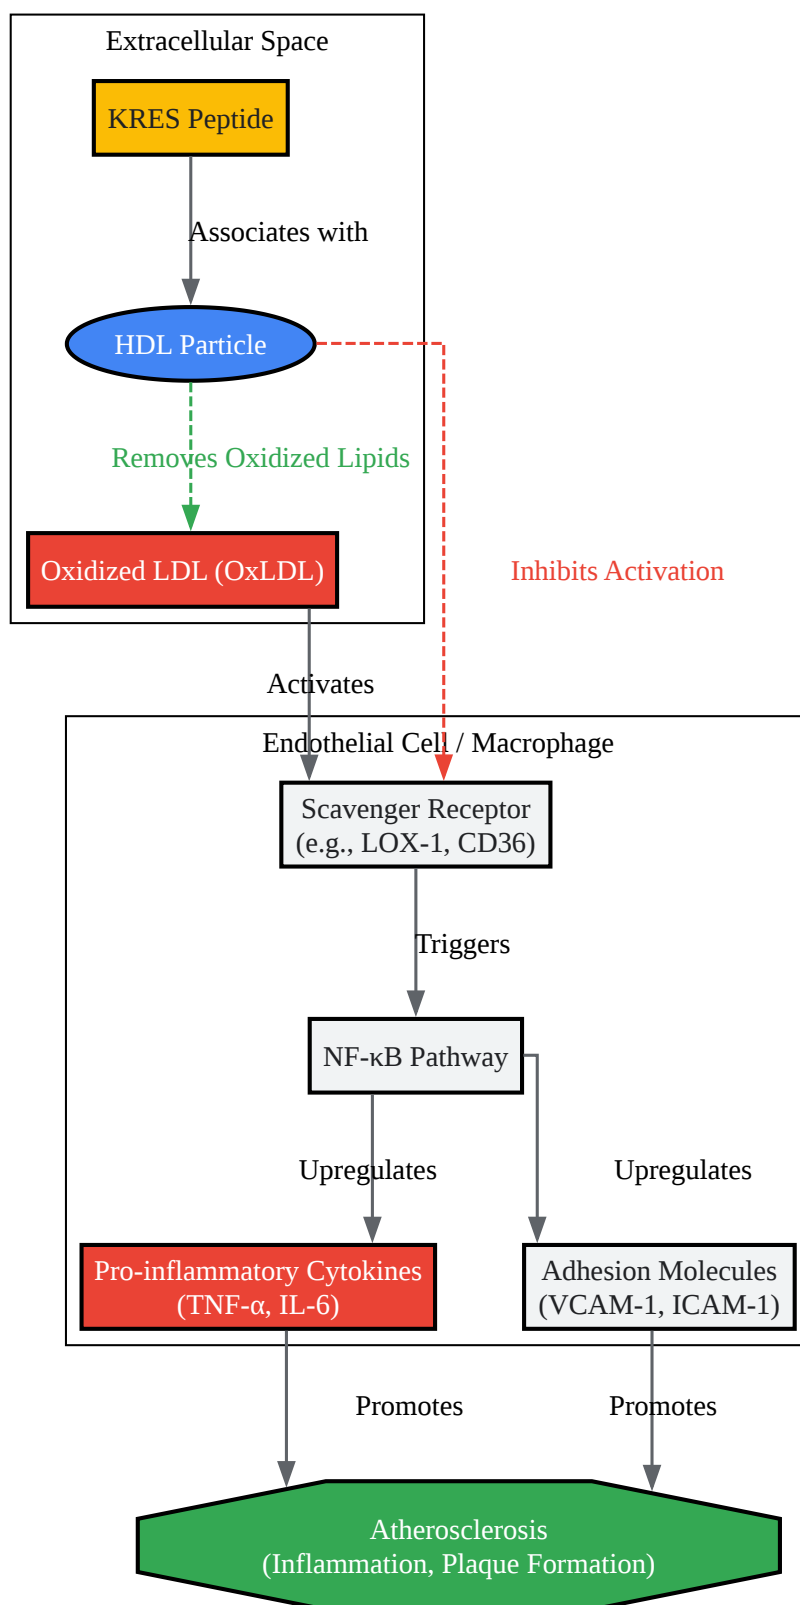 Extracellular Space
KRES Peptide
Associates with
HDL Particle
Removes Oxidized Lipids
Oxidized LDL (OxLDL)
Inhibits Activation
Activates
Endothelial Cell / Macrophage
Scavenger Receptor
(e.g., LOX-1, CD36)
Triggers
NF-κB Pathway
Upregulates
Upregulates
Pro-inflammatory Cytokines
(TNF-α, IL-6)
Adhesion Molecules
(VCAM-1, ICAM-1)
Promotes
Promotes
Atherosclerosis
(Inflammation, Plaque Formation)